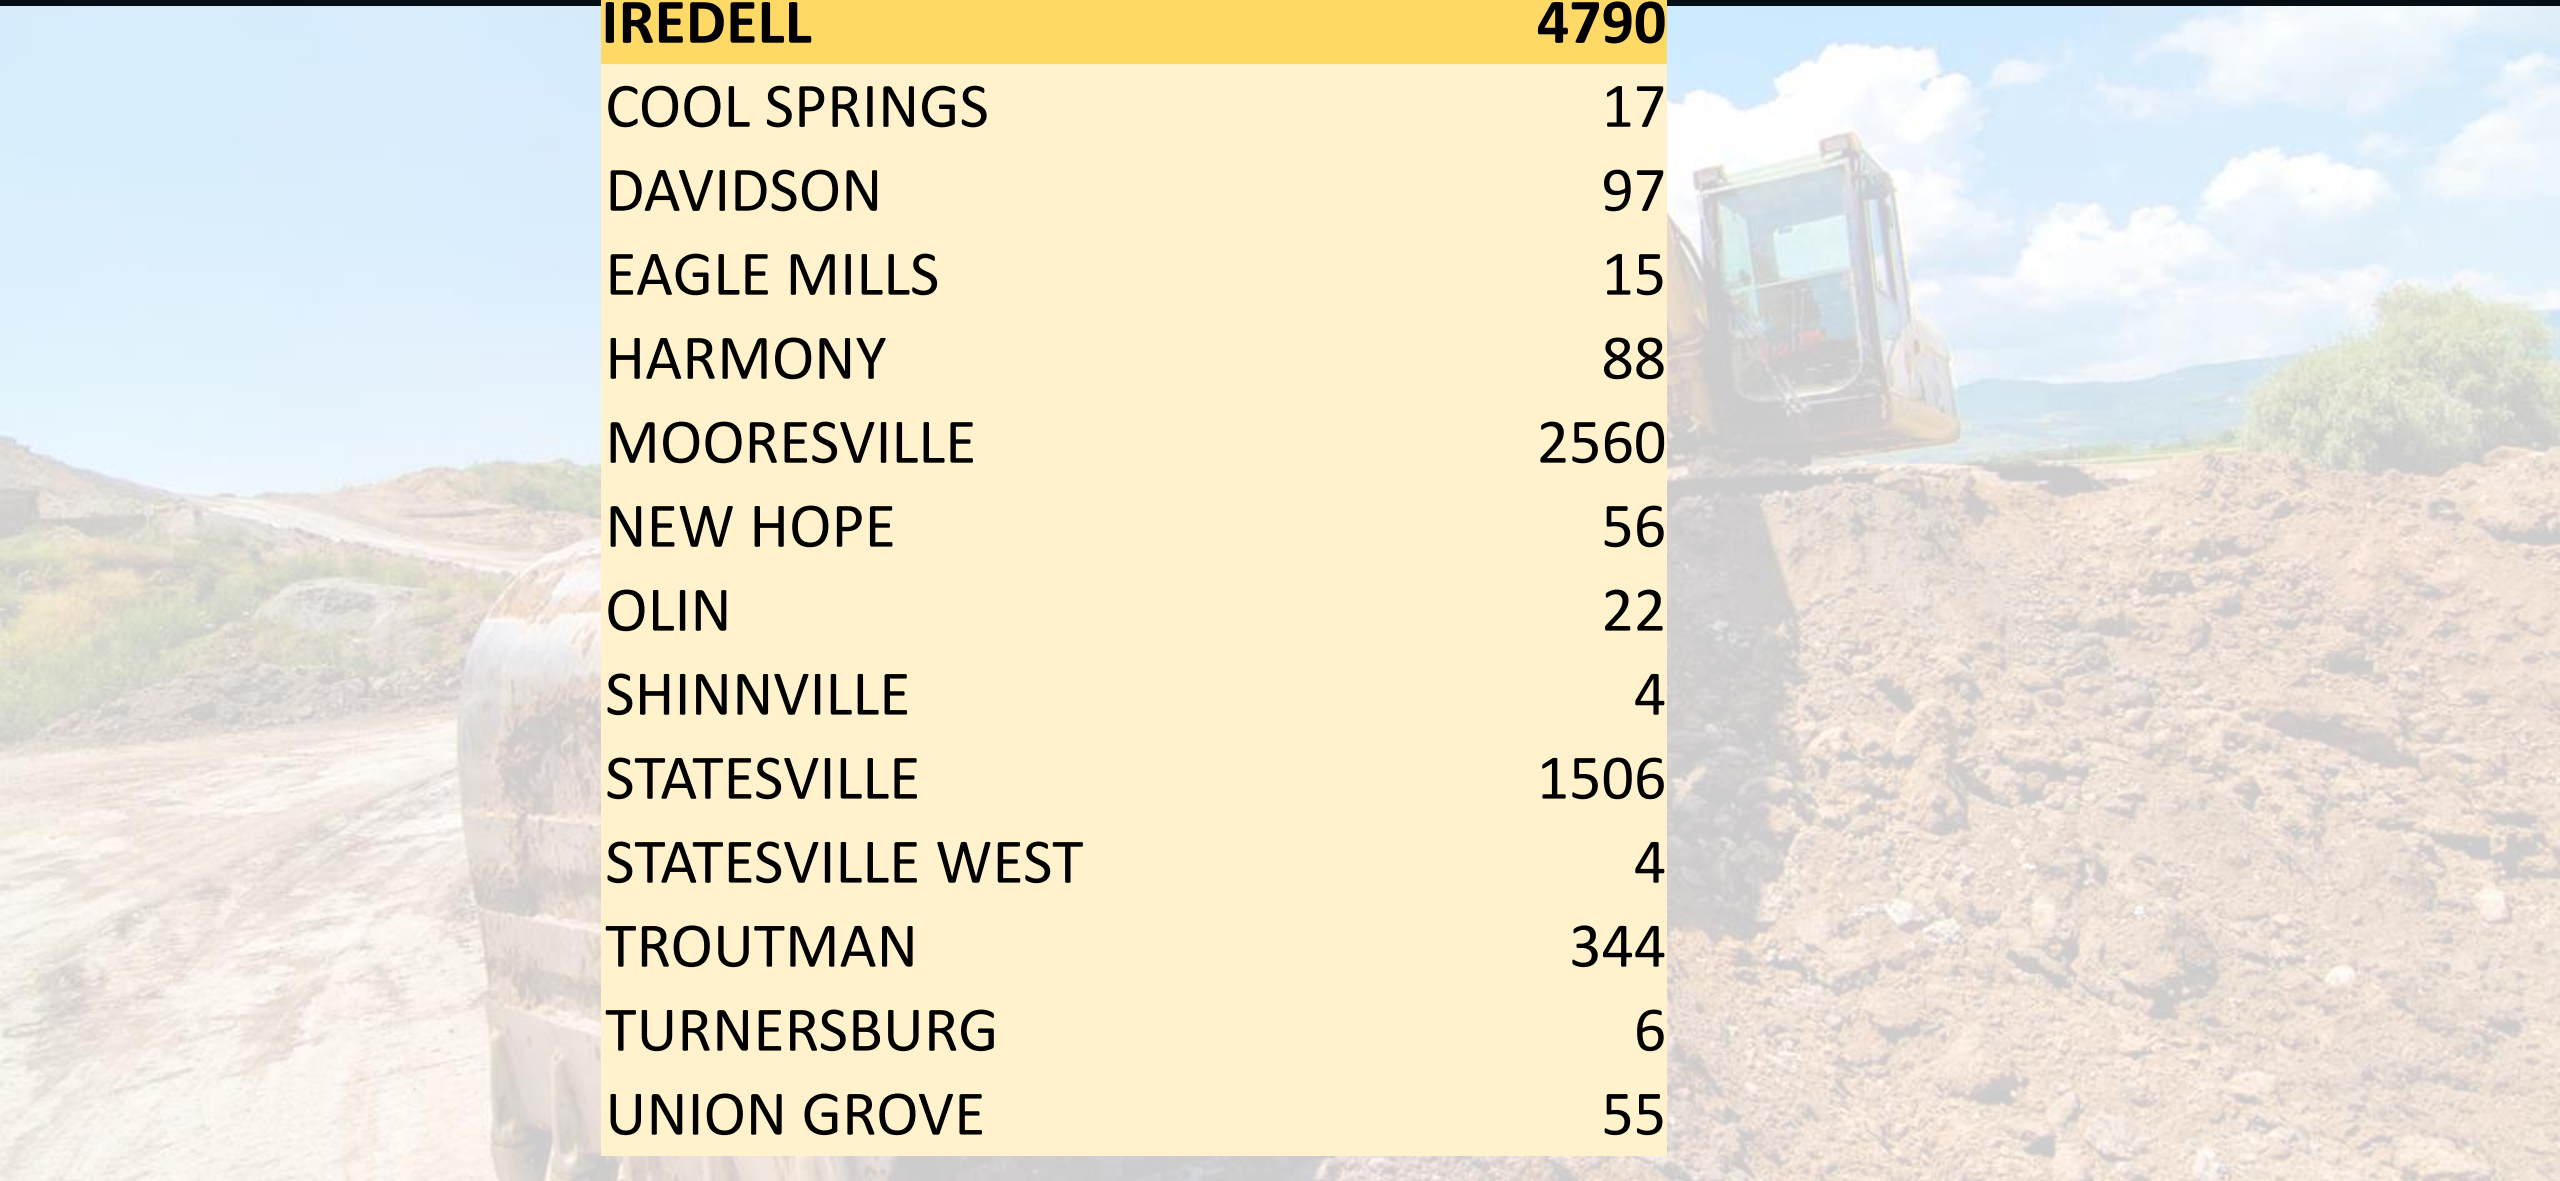 IREDELL 4790
COOL SPRINGS 17
DAVIDSON 97
EAGLE MILLS 15
HARMONY 88
MOORESVILLE 2560
NEW HOPE 56
OLIN 22
SHINNVILLE 4
STATESVILLE 1506
STATESVILLE WEST 4
TROUTMAN 344
TURNERSBURG 6
UNION GROVE 55